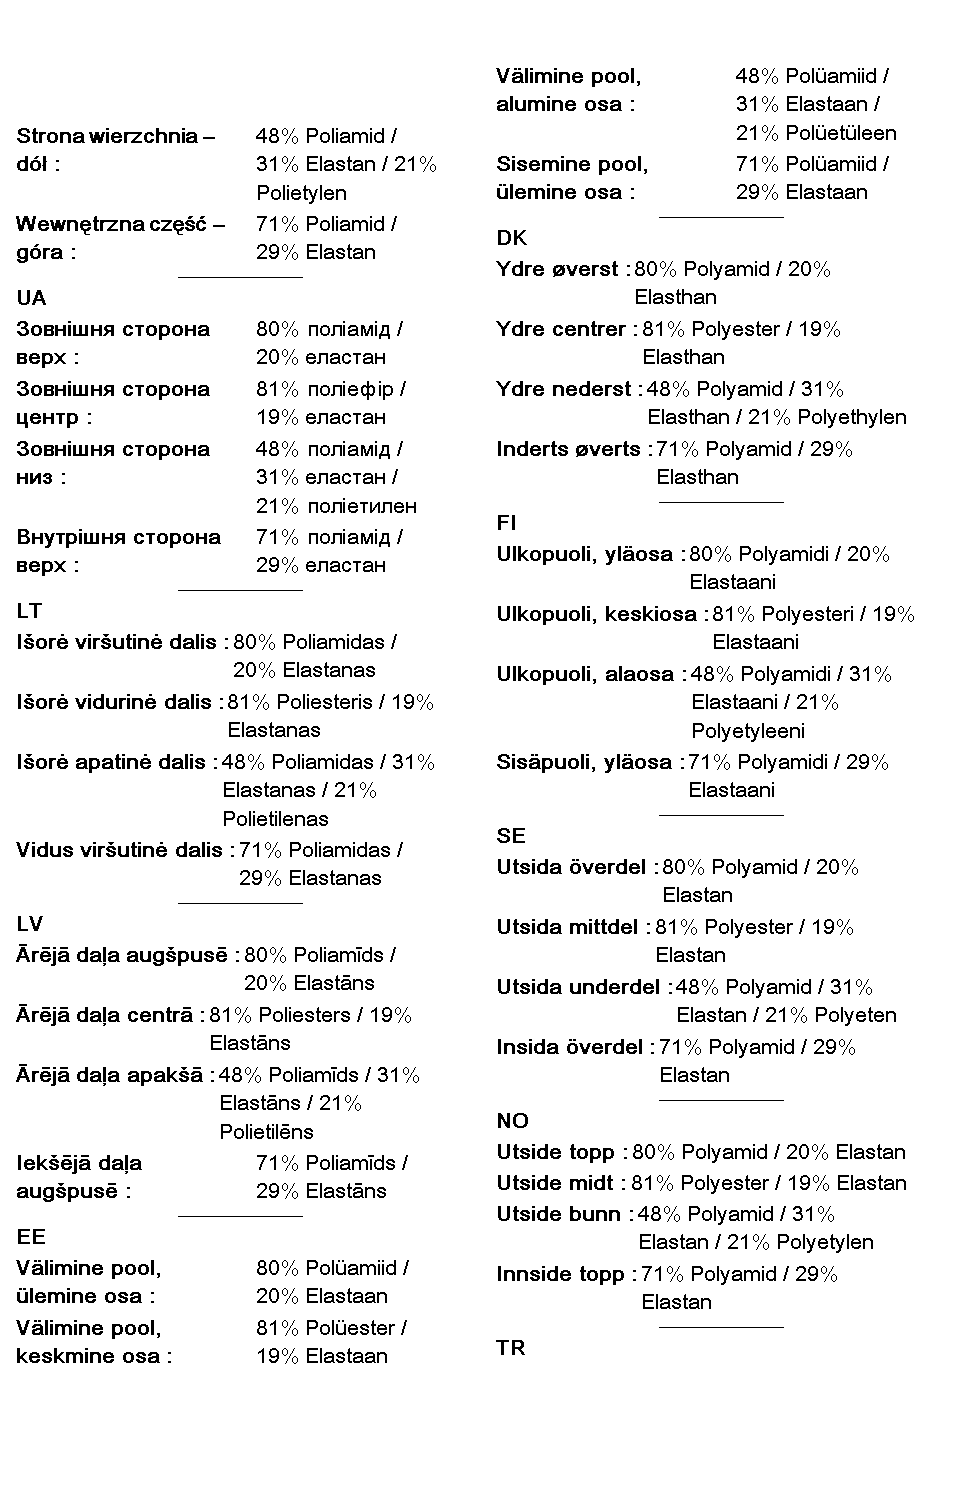 Strona wierzchnia – 48% Poliamid /
dół : 31% Elastan / 21%
Polietylen
Wewnętrzna część – 71% Poliamid /
góra : 29% Elastan
UA
Зовнішня сторона 80% поліамід /
верх : 20% еластан
Зовнішня сторона 81% поліефір /
центр : 19% еластан
Зовнішня сторона 48% поліамід /
низ : 31% еластан /
21% поліетилен
Внутрішня сторона 71% поліамід /
верх : 29% еластан
LT
Išorė viršutinė dalis : 80% Poliamidas /
20% Elastanas
Išorė vidurinė dalis : 81% Poliesteris / 19%
Elastanas
Išorė apatinė dalis : 48% Poliamidas / 31%
Elastanas / 21%
Polietilenas
Vidus viršutinė dalis : 71% Poliamidas /
29% Elastanas
LV
Ārējā daļa augšpusē : 80% Poliamīds /
20% Elastāns
Ārējā daļa centrā : 81% Poliesters / 19%
Elastāns
Ārējā daļa apakšā : 48% Poliamīds / 31%
Elastāns / 21%
Polietilēns
Iekšējā daļa 71% Poliamīds /
augšpusē : 29% Elastāns
EE
Välimine pool, 80% Polüamiid /
ülemine osa : 20% Elastaan
Välimine pool, 81% Polüester /
keskmine osa : 19% Elastaan
Välimine pool, 48% Polüamiid /
alumine osa : 31% Elastaan /
21% Polüetüleen
Sisemine pool, 71% Polüamiid /
ülemine osa : 29% Elastaan
DK
Ydre øverst : 80% Polyamid / 20%
Elasthan
Ydre centrer : 81% Polyester / 19%
Elasthan
Ydre nederst : 48% Polyamid / 31%
Elasthan / 21% Polyethylen
Inderts øverts : 71% Polyamid / 29%
Elasthan
FI
Ulkopuoli, yläosa : 80% Polyamidi / 20%
Elastaani
Ulkopuoli, keskiosa : 81% Polyesteri / 19%
Elastaani
Ulkopuoli, alaosa : 48% Polyamidi / 31%
Elastaani / 21%
Polyetyleeni
Sisäpuoli, yläosa : 71% Polyamidi / 29%
Elastaani
SE
Utsida överdel : 80% Polyamid / 20%
Elastan
Utsida mittdel : 81% Polyester / 19%
Elastan
Utsida underdel : 48% Polyamid / 31%
Elastan / 21% Polyeten
Insida överdel : 71% Polyamid / 29%
Elastan
NO
Utside topp : 80% Polyamid / 20% Elastan
Utside midt : 81% Polyester / 19% Elastan
Utside bunn : 48% Polyamid / 31%
Elastan / 21% Polyetylen
Innside topp : 71% Polyamid / 29%
Elastan
TR